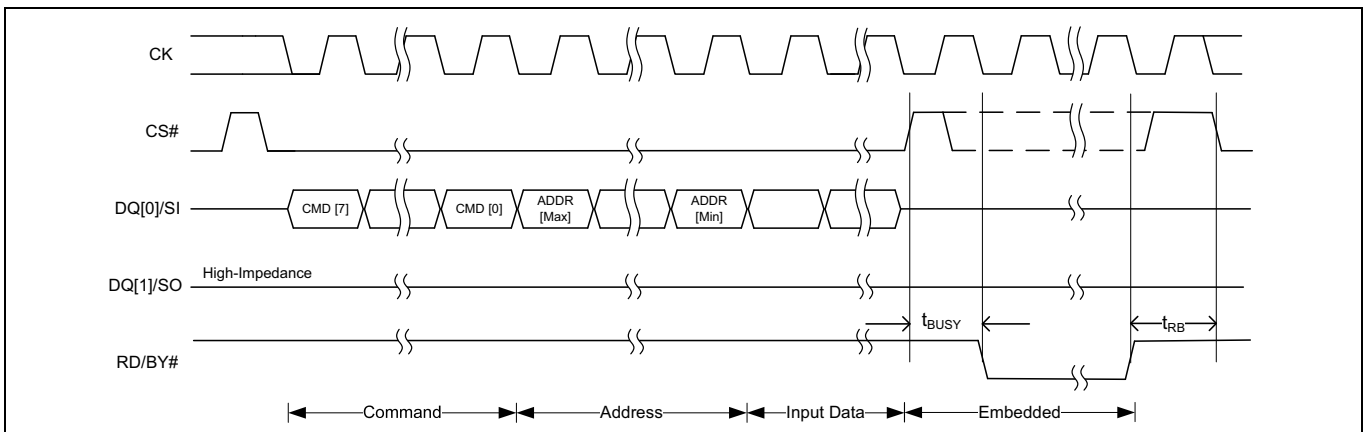 CK
CS#
DQ[0]/SI
CMD [7]
CMD [0]
ADDR
[Max]
ADDR
[Min]
High-Impedance
DQ[1]/SO
tBUSY
tRB
RD/BY#
Command
Address
Input Data
Embedded